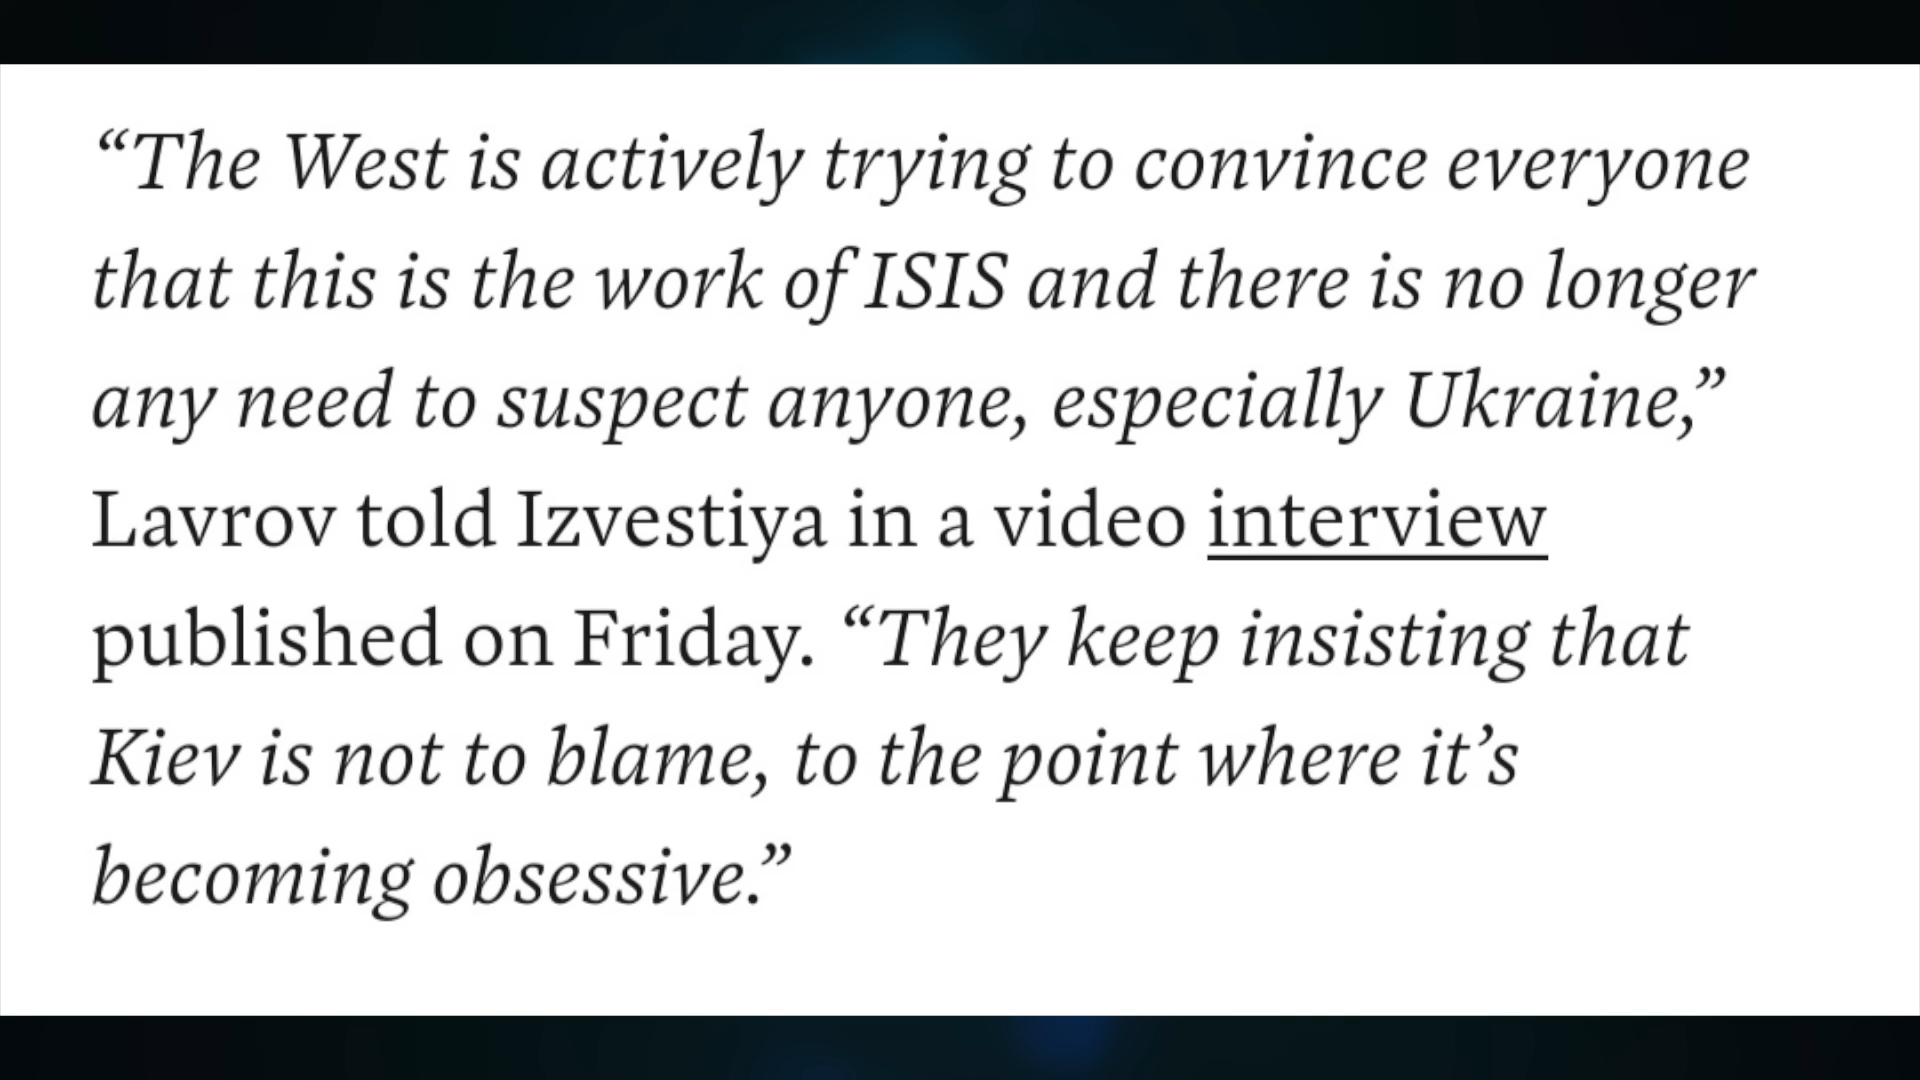 “The West is actively trying to convince everyone
that this is the work of ISIS and there is no longer
any need to suspect anyone, especially Ukraine,”
Lavrov told Izvestiya in a video interview
published on Friday. “They keep insisting that
Kiev is not to blame, to the point where it’s
becoming obsessive.”